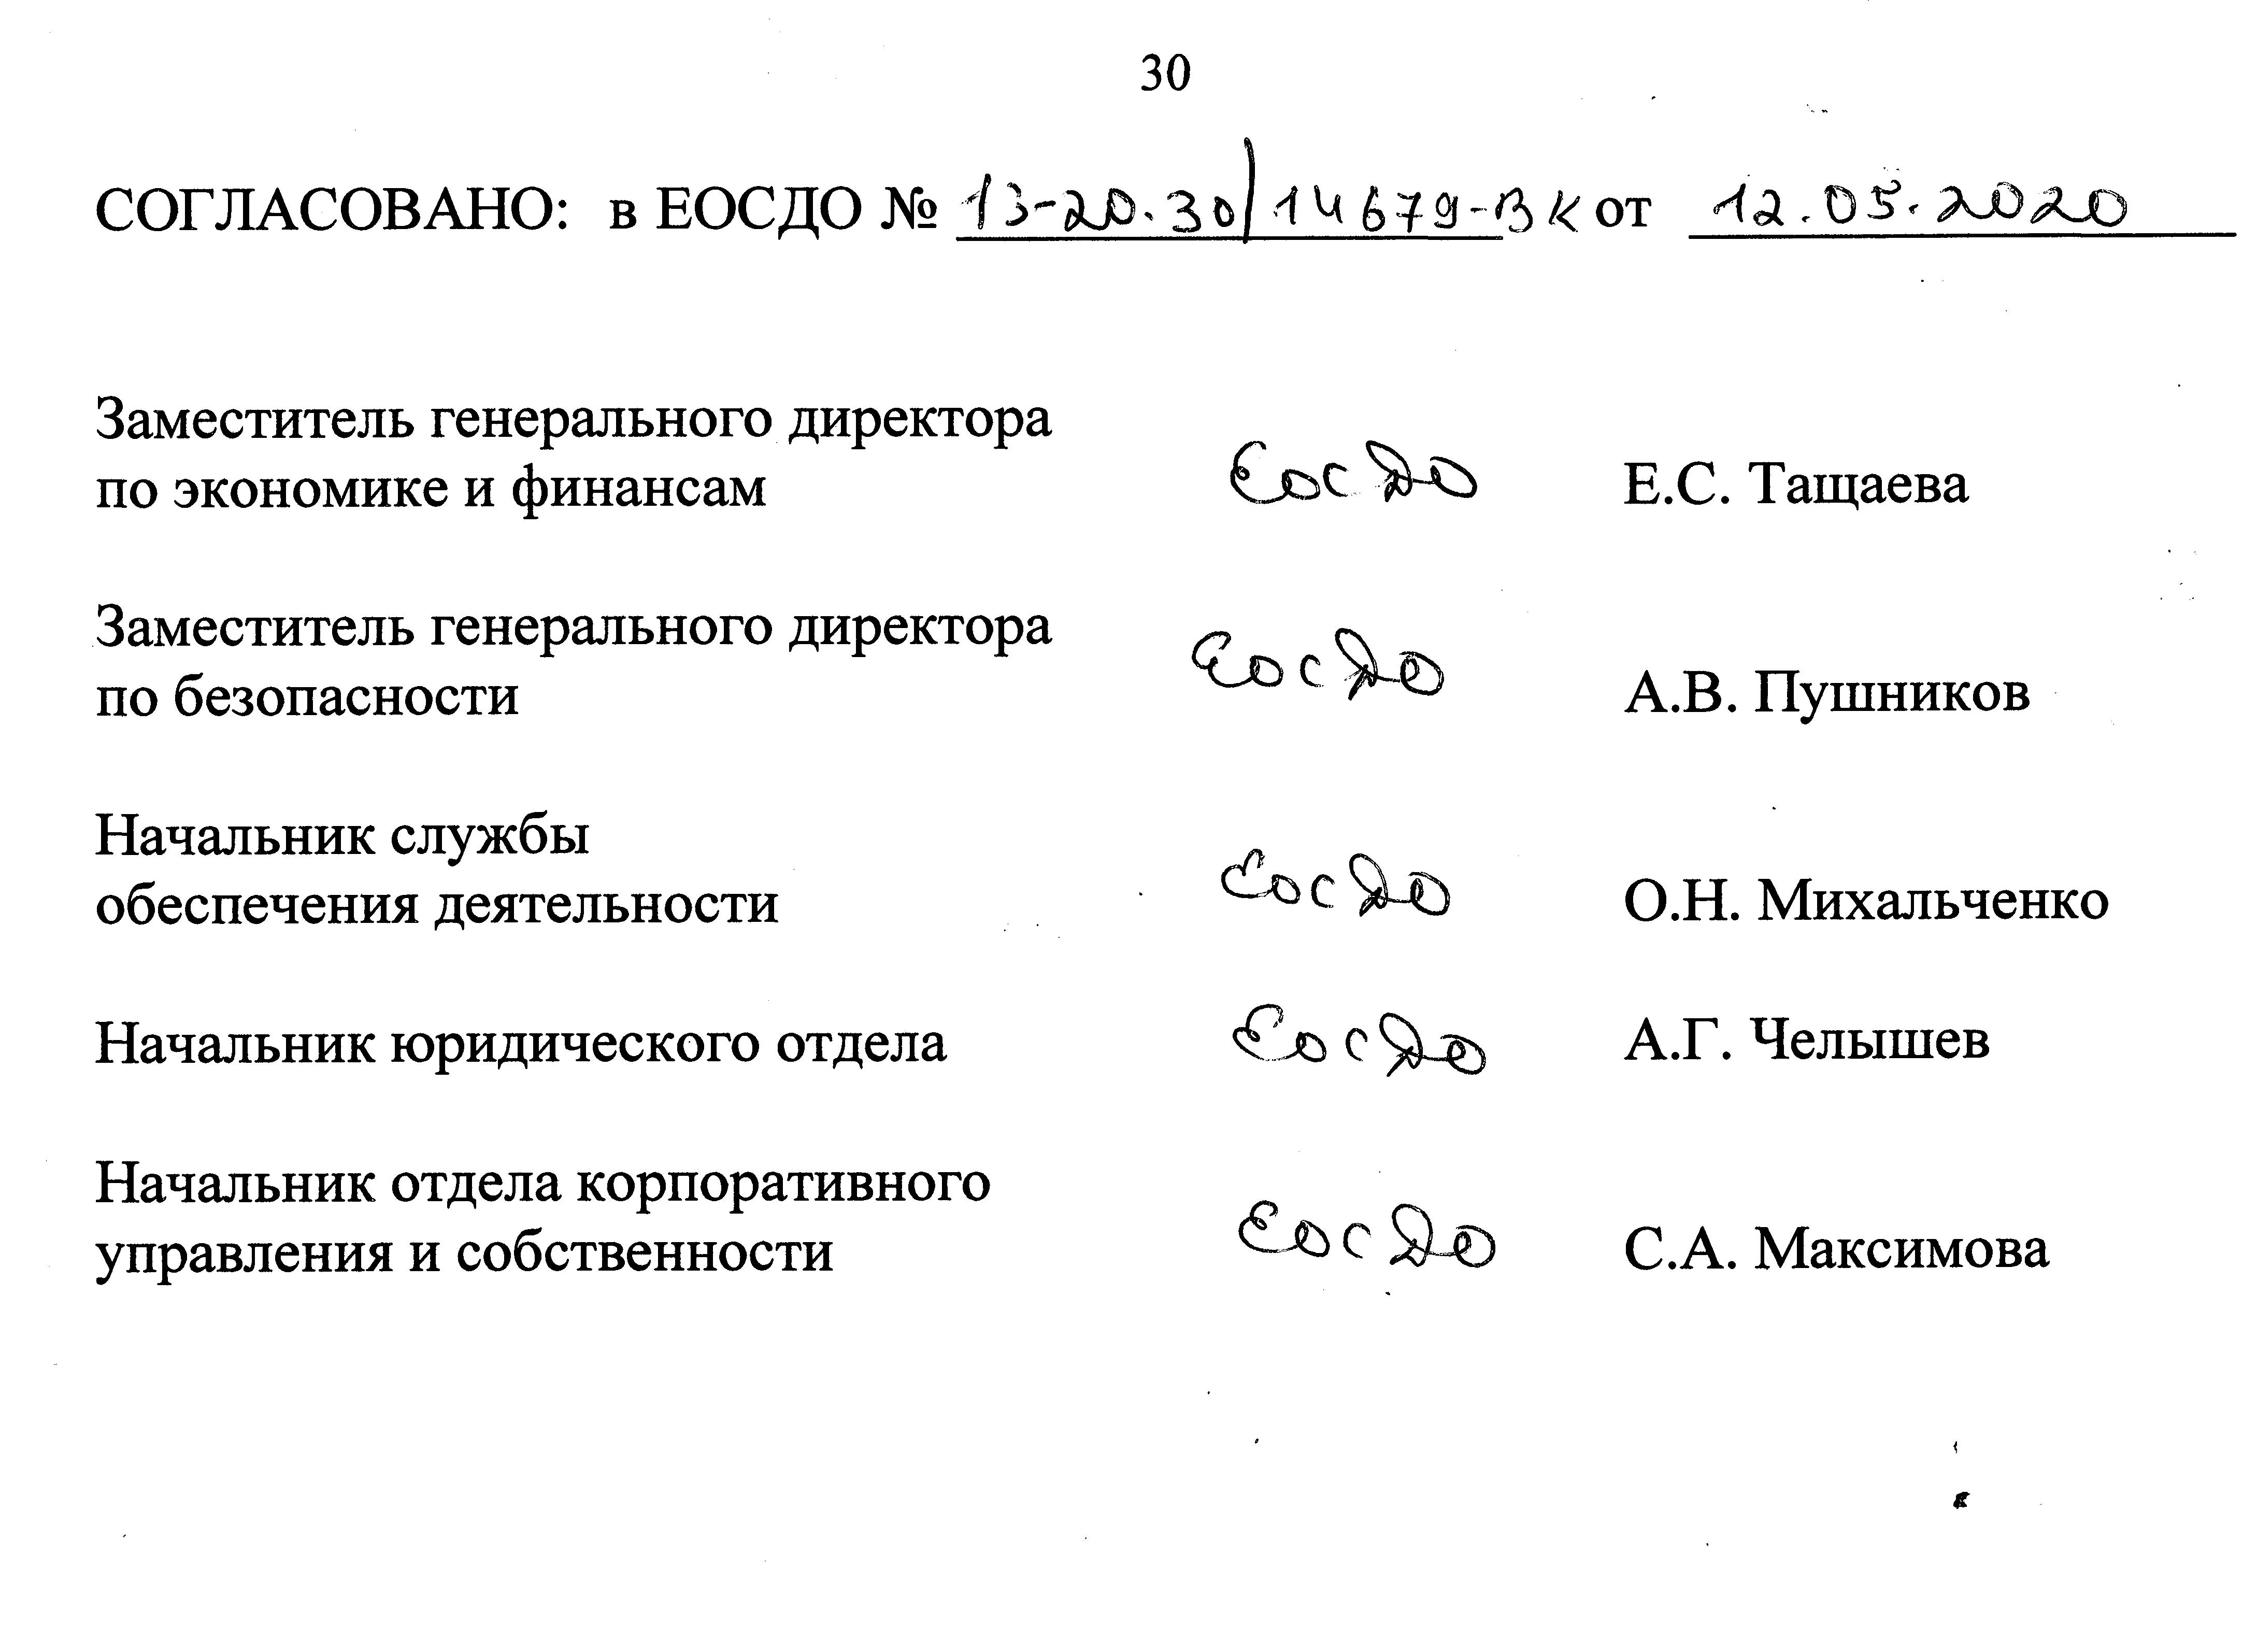 30
СОГЛАСОВАНО: в ЕОСДО № 13-20.30/14679-ВК от 12.05.2020
Заместитель генерального директора
по экономике и финансам ЕОСДО Е.С. Тащаева
Заместитель генерального директора
по безопасности ЕОСДО А.В. Пушников
Начальник службы
обеспечения деятельности ЕОСДО О.Н. Михальченко
Начальник юридического отдела ЕОСДО А.Г. Челышев
Начальник отдела корпоративного
управления и собственности ЕОСДО С.А. Максимова